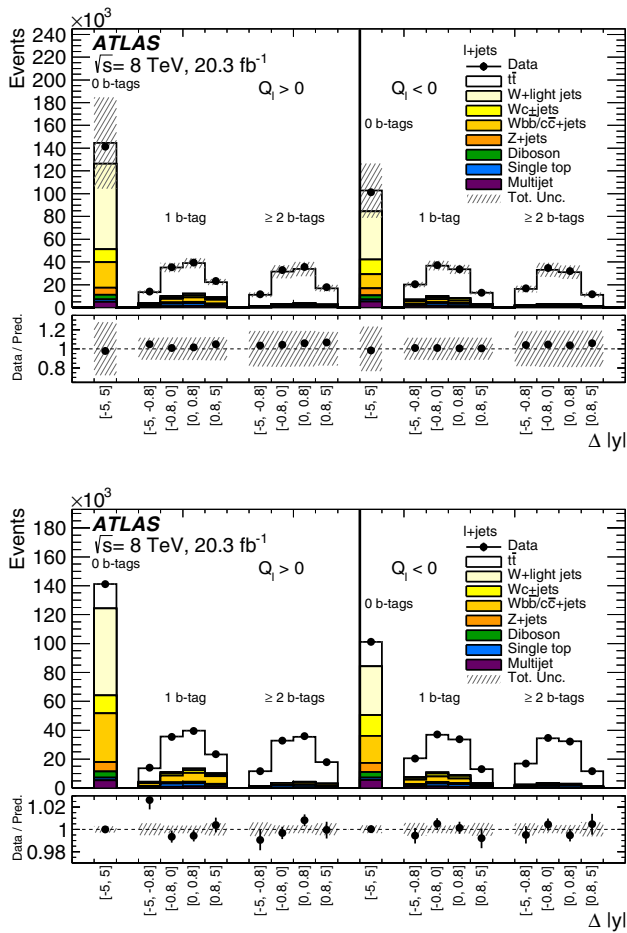 ×10³
Events
240
220
200
180
160
140
120
100
80
60
40
20
0
ATLAS
√s= 8 TeV, 20.3 fb⁻¹
0 b-tags
Q_l > 0
1 b-tag
≥ 2 b-tags
Q_l < 0
0 b-tags
1 b-tag
≥ 2 b-tags
l+jets
Data
tt̄
W+light jets
Wc+jets
Wbb̄/cc̄+jets
Z+jets
Diboson
Single top
Multijet
Tot. Unc.
Data / Pred.
1.2
1
0.8
[-5, 5]
[-5, -0.8]
[-0.8, 0]
[0, 0.8]
[0.8, 5]
[-5, -0.8]
[-0.8, 0]
[0, 0.8]
[0.8, 5]
[-5, 5]
[-5, -0.8]
[-0.8, 0]
[0, 0.8]
[0.8, 5]
[-5, -0.8]
[-0.8, 0]
[0, 0.8]
[0.8, 5]
Δ |y|
×10³
Events
180
160
140
120
100
80
60
40
20
0
ATLAS
√s= 8 TeV, 20.3 fb⁻¹
0 b-tags
Q_l > 0
1 b-tag
≥ 2 b-tags
Q_l < 0
0 b-tags
1 b-tag
≥ 2 b-tags
l+jets
Data
tt̄
W+light jets
Wc+jets
Wbb̄/cc̄+jets
Z+jets
Diboson
Single top
Multijet
Tot. Unc.
Data / Pred.
1.02
1
0.98
[-5, 5]
[-5, -0.8]
[-0.8, 0]
[0, 0.8]
[0.8, 5]
[-5, -0.8]
[-0.8, 0]
[0, 0.8]
[0.8, 5]
[-5, 5]
[-5, -0.8]
[-0.8, 0]
[0, 0.8]
[0.8, 5]
[-5, -0.8]
[-0.8, 0]
[0, 0.8]
[0.8, 5]
Δ |y|